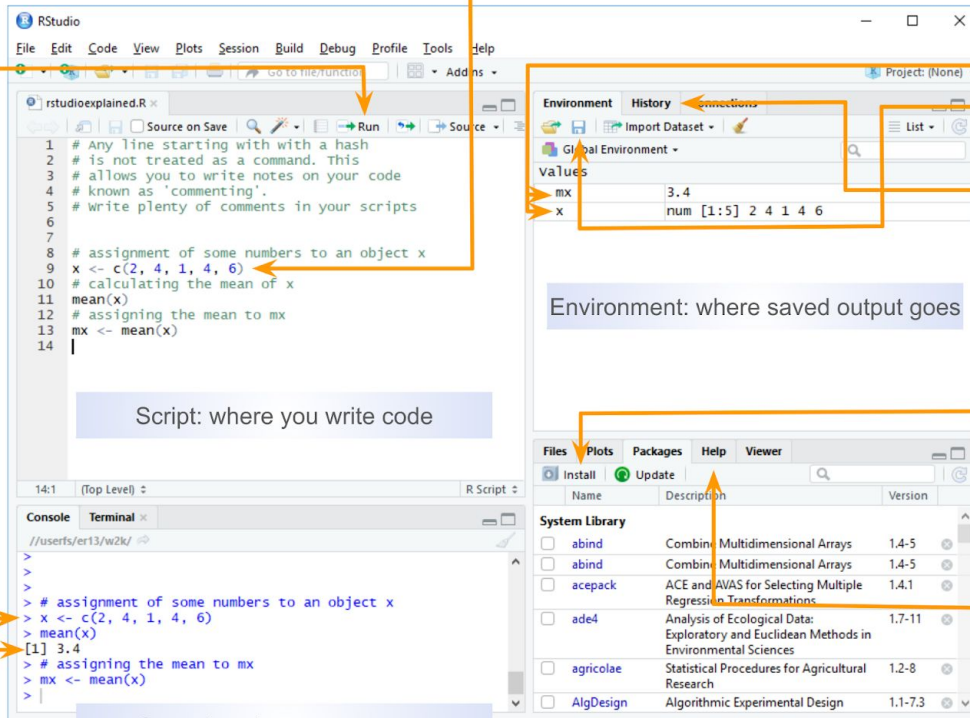 RStudio
File Edit Code View Plots Session Build Debug Profile Tools Help
Go to file/function Addins
Project: (None)
rstudioexplained.R
Source on Save Run Source
1 # Any line starting with with a hash
2 # is not treated as a command. This
3 # allows you to write notes on your code
4 # known as 'commenting'.
5 # Write plenty of comments in your scripts
6
7
8 # assignment of some numbers to an object x
9 x <- c(2, 4, 1, 4, 6)
10 # calculating the mean of x
11 mean(x)
12 # assigning the mean to mx
13 mx <- mean(x)
14
Script: where you write code
14:1 (Top Level) R Script
Console Terminal
//userfs/er13/w2k/
>
>
>
> # assignment of some numbers to an object x
> x <- c(2, 4, 1, 4, 6)
> mean(x)
[1] 3.4
> # assigning the mean to mx
> mx <- mean(x)
>
Environment History Connections
Import Dataset List
Global Environment
Values
mx 3.4
x num [1:5] 2 4 1 4 6
Environment: where saved output goes
Files Plots Packages Help Viewer
Install Update
Name Description Version
System Library
abind Combine Multidimensional Arrays 1.4-5
abind Combine Multidimensional Arrays 1.4-5
acepack ACE and AVAS for Selecting Multiple 1.4.1
Regression Transformations
ade4 Analysis of Ecological Data: 1.7-11
Exploratory and Euclidean Methods in
Environmental Sciences
agricolae Statistical Procedures for Agricultural 1.2-8
Research
AlgDesign Algorithmic Experimental Design 1.1-7.3